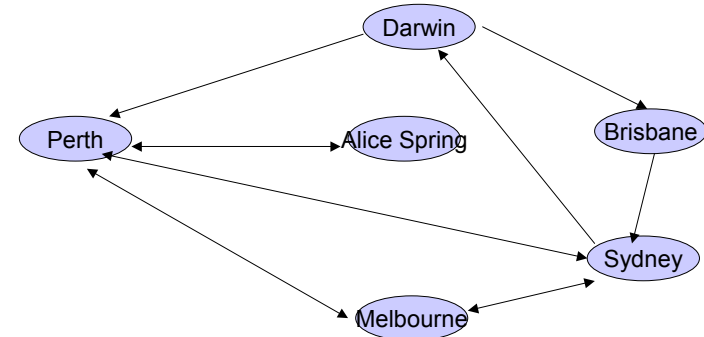 Darwin
Perth
Alice Spring
Brisbane
Sydney
Melbourne